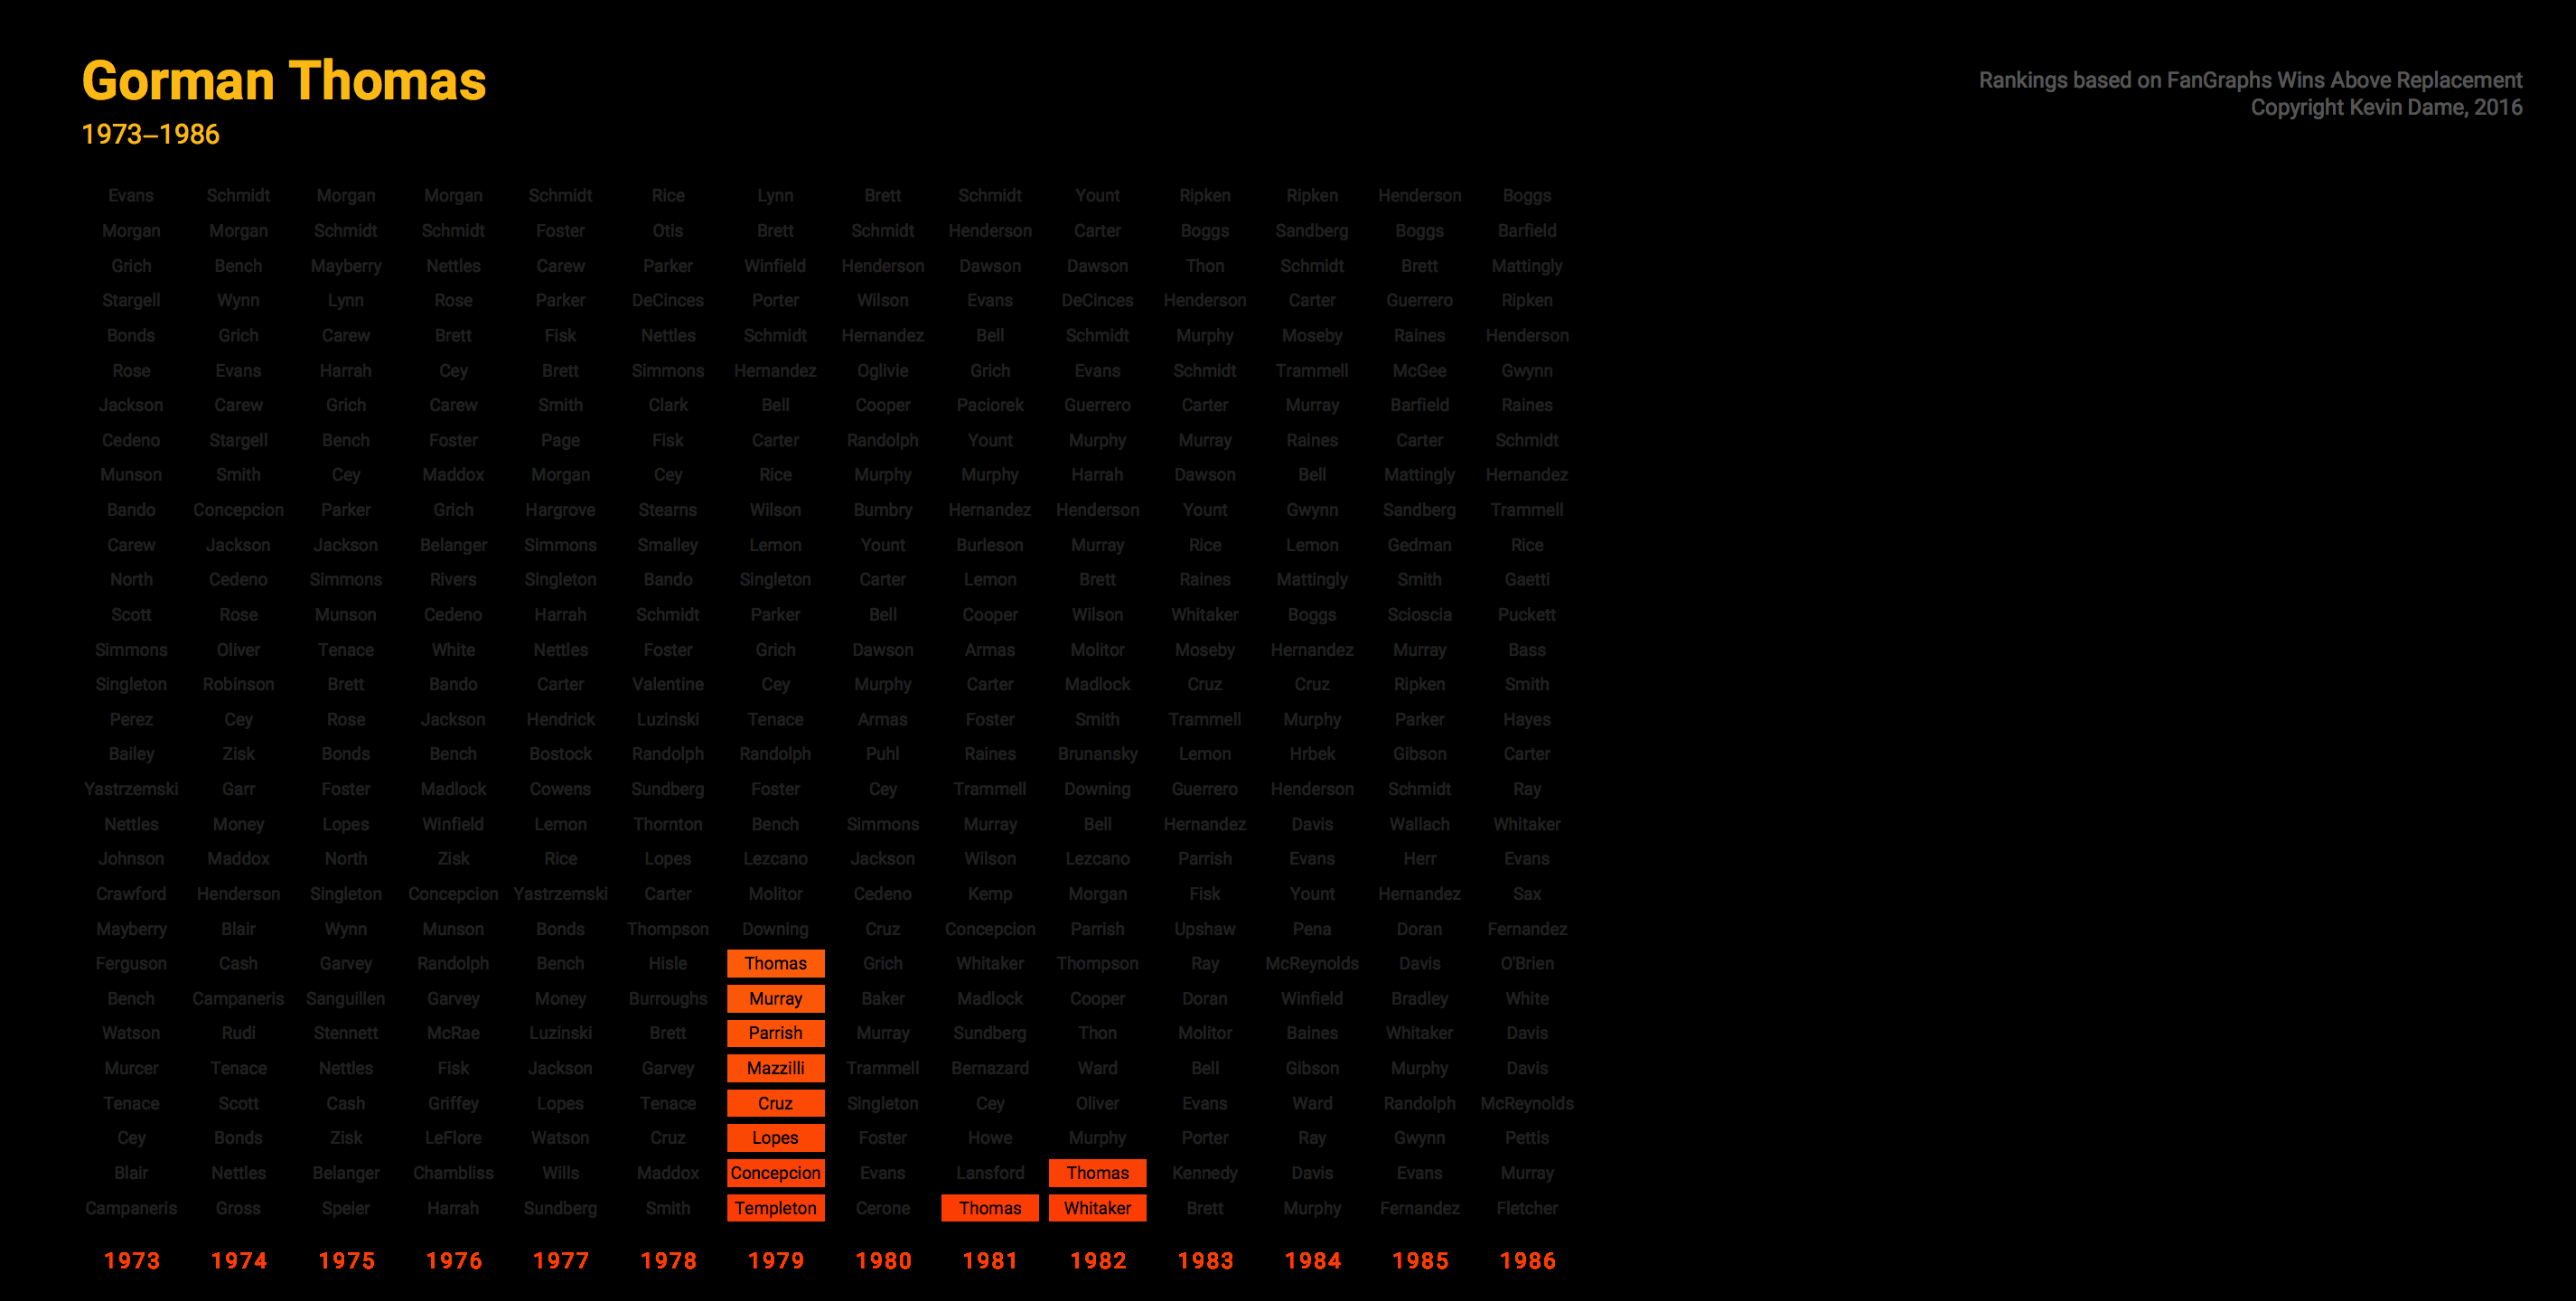 Gorman Thomas
1973–1986
Rankings based on FanGraphs Wins Above Replacement
Copyright Kevin Dame, 2016
Evans Schmidt Morgan Morgan Schmidt Rice Lynn Brett Schmidt Yount Ripken Ripken Henderson Boggs
Morgan Morgan Schmidt Schmidt Foster Otis Brett Schmidt Henderson Carter Boggs Sandberg Boggs Barfield
Grich Bench Mayberry Nettles Carew Parker Winfield Henderson Dawson Dawson Thon Schmidt Brett Mattingly
Stargell Wynn Lynn Rose Parker DeCinces Porter Wilson Evans DeCinces Henderson Carter Guerrero Ripken
Bonds Grich Carew Brett Fisk Nettles Schmidt Hernandez Bell Schmidt Murphy Moseby Raines Henderson
Rose Evans Harrah Cey Brett Simmons Hernandez Oglivie Grich Evans Schmidt Trammell McGee Gwynn
Jackson Carew Grich Carew Smith Clark Bell Cooper Paciorek Guerrero Carter Murray Barfield Raines
Cedeno Stargell Bench Foster Page Fisk Carter Randolph Yount Murphy Murray Raines Carter Schmidt
Munson Smith Cey Maddox Morgan Cey Rice Murphy Murphy Harrah Dawson Bell Mattingly Hernandez
Bando Concepcion Parker Grich Hargrove Stearns Wilson Bumbry Hernandez Henderson Yount Gwynn Sandberg Trammell
Carew Jackson Jackson Belanger Simmons Smalley Lemon Yount Burleson Murray Rice Lemon Gedman Rice
North Cedeno Simmons Rivers Singleton Bando Singleton Carter Lemon Brett Raines Mattingly Smith Gaetti
Scott Rose Munson Cedeno Harrah Schmidt Parker Bell Cooper Wilson Whitaker Boggs Scioscia Puckett
Simmons Oliver Tenace White Nettles Foster Grich Dawson Armas Molitor Moseby Hernandez Murray Bass
Singleton Robinson Brett Bando Carter Valentine Cey Murphy Carter Madlock Cruz Cruz Ripken Smith
Perez Cey Rose Jackson Hendrick Luzinski Tenace Armas Foster Smith Trammell Murphy Parker Hayes
Bailey Zisk Bonds Bench Bostock Randolph Randolph Puhl Raines Brunansky Lemon Hrbek Gibson Carter
Yastrzemski Garr Foster Madlock Cowens Sundberg Foster Cey Trammell Downing Guerrero Henderson Schmidt Ray
Nettles Money Lopes Winfield Lemon Thornton Bench Simmons Murray Bell Hernandez Davis Wallach Whitaker
Johnson Maddox North Zisk Rice Lopes Lezcano Jackson Wilson Lezcano Parrish Evans Herr Evans
Crawford Henderson Singleton Concepcion Yastrzemski Carter Molitor Cedeno Kemp Morgan Fisk Yount Hernandez Sax
Mayberry Blair Wynn Munson Bonds Thompson Downing Cruz Concepcion Parrish Upshaw Pena Doran Fernandez
Ferguson Cash Garvey Randolph Bench Hisle Thomas Grich Whitaker Thompson Ray McReynolds Davis O'Brien
Bench Campaneris Sanguillen Garvey Money Burroughs Murray Baker Madlock Cooper Doran Winfield Bradley White
Watson Rudi Stennett McRae Luzinski Brett Parrish Murray Sundberg Thon Molitor Baines Whitaker Davis
Murcer Tenace Nettles Fisk Jackson Garvey Mazzilli Trammell Bernazard Ward Bell Gibson Murphy Davis
Tenace Scott Cash Griffey Lopes Tenace Cruz Singleton Cey Oliver Evans Ward Randolph McReynolds
Cey Bonds Zisk LeFlore Watson Cruz Lopes Foster Howe Murphy Porter Ray Gwynn Pettis
Blair Nettles Belanger Chambliss Wills Maddox Concepcion Evans Lansford Thomas Kennedy Davis Evans Murray
Campaneris Gross Speier Harrah Sundberg Smith Templeton Cerone Thomas Whitaker Brett Murphy Fernandez Fletcher
1973 1974 1975 1976 1977 1978 1979 1980 1981 1982 1983 1984 1985 1986